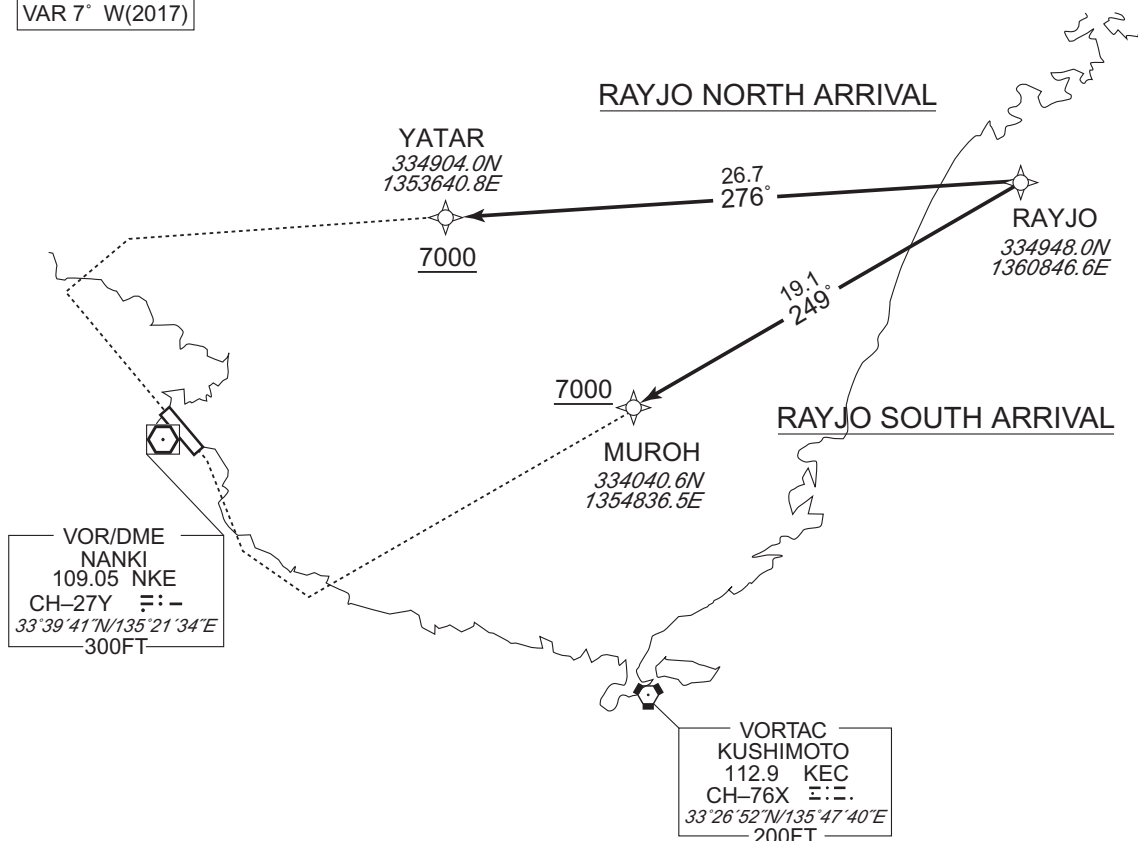 VAR 7° W(2017)
RAYJO NORTH ARRIVAL
YATAR
334904.0N
1353640.8E
7000
26.7
276°
RAYJO
334948.0N
1360846.6E
19.1
249°
7000
MUROH
334040.6N
1354836.5E
RAYJO SOUTH ARRIVAL
VOR/DME
NANKI
109.05 NKE
CH–27Y
33°39´41˝N/135°21´34˝E
300FT
VORTAC
KUSHIMOTO
112.9 KEC
CH–76X
33°26´52˝N/135°47´40˝E
200FT